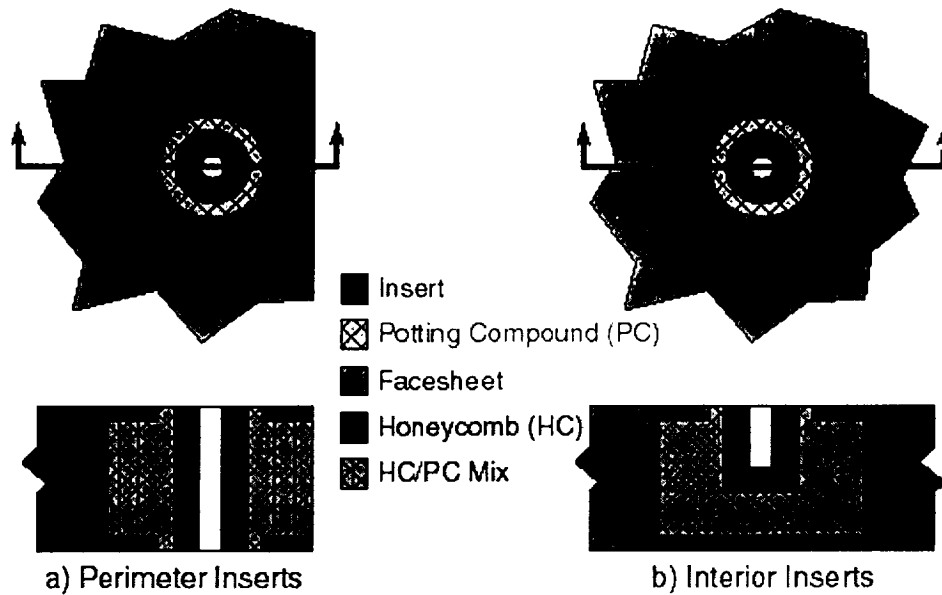 Insert
Potting Compound (PC)
Facesheet
Honeycomb (HC)
HC/PC Mix
a) Perimeter Inserts
b) Interior Inserts